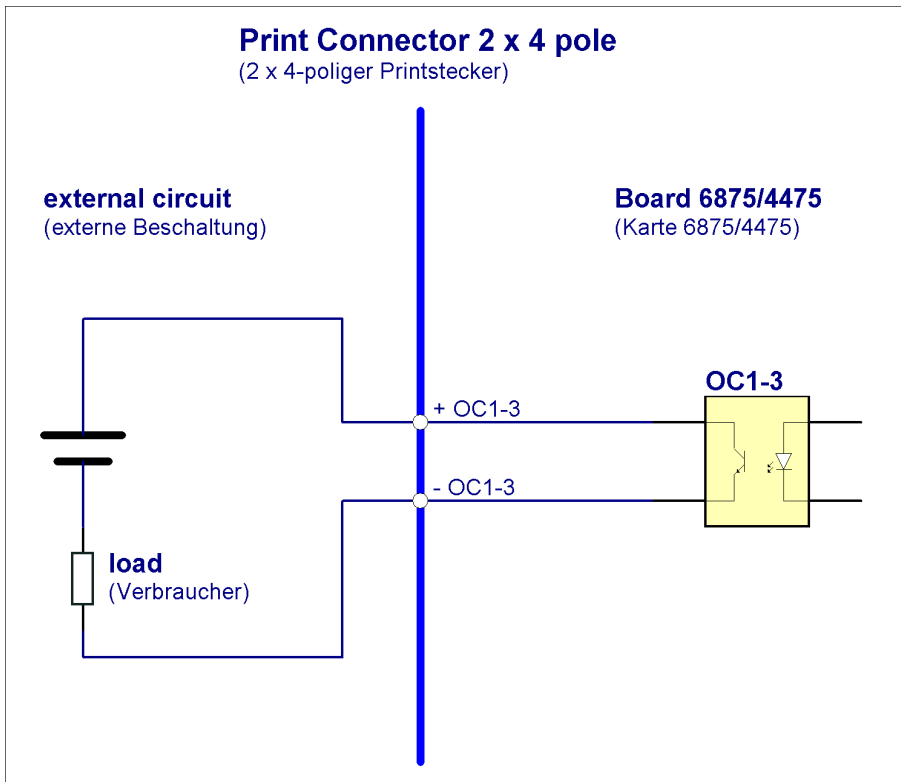 Print Connector 2 x 4 pole
(2 x 4-poliger Printstecker)
external circuit
(externe Beschaltung)
Board 6875/4475
(Karte 6875/4475)
OC1-3
+ OC1-3
- OC1-3
load
(Verbraucher)